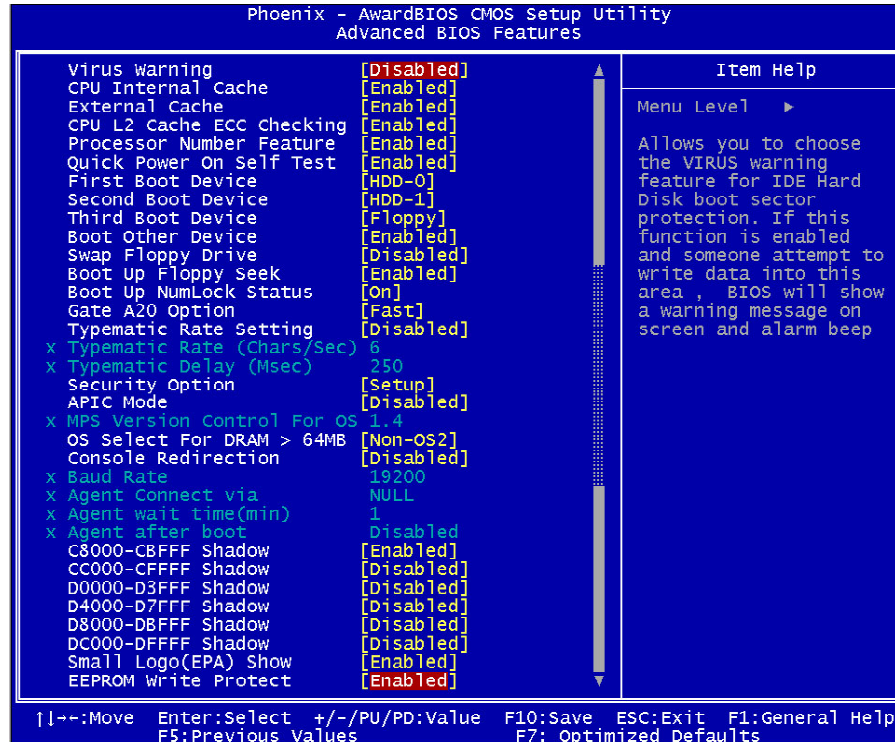 Phoenix - AwardBIOS CMOS Setup Utility
Advanced BIOS Features
Virus Warning [Disabled]
CPU Internal Cache [Enabled]
External Cache [Enabled]
CPU L2 Cache ECC Checking [Enabled]
Processor Number Feature [Enabled]
Quick Power On Self Test [Enabled]
First Boot Device [HDD-0]
Second Boot Device [HDD-1]
Third Boot Device [Floppy]
Boot Other Device [Enabled]
Swap Floppy Drive [Disabled]
Boot Up Floppy Seek [Enabled]
Boot Up NumLock Status [On]
Gate A20 Option [Fast]
Typematic Rate Setting [Disabled]
x Typematic Rate (Chars/Sec) 6
x Typematic Delay (Msec) 250
Security Option [Setup]
APIC Mode [Disabled]
x MPS Version Control For OS 1.4
OS Select For DRAM > 64MB [Non-OS2]
Console Redirection [Disabled]
x Baud Rate 19200
x Agent Connect via NULL
x Agent wait time(min) 1
x Agent after boot Disabled
C8000-CBFFF Shadow [Enabled]
CC000-CFFFF Shadow [Disabled]
D0000-D3FFF Shadow [Disabled]
D4000-D7FFF Shadow [Disabled]
D8000-DBFFF Shadow [Disabled]
DC000-DFFFF Shadow [Disabled]
Small Logo(EPA) Show [Enabled]
EEPROM Write Protect [Enabled]
Item Help
Menu Level ►
Allows you to choose
the VIRUS warning
feature for IDE Hard
Disk boot sector
protection. If this
function is enabled
and someone attempt to
write data into this
area , BIOS will show
a warning message on
screen and alarm beep
↑↓→←:Move Enter:Select +/-/PU/PD:Value F10:Save ESC:Exit F1:General Help
F5:Previous Values F7: Optimized Defaults